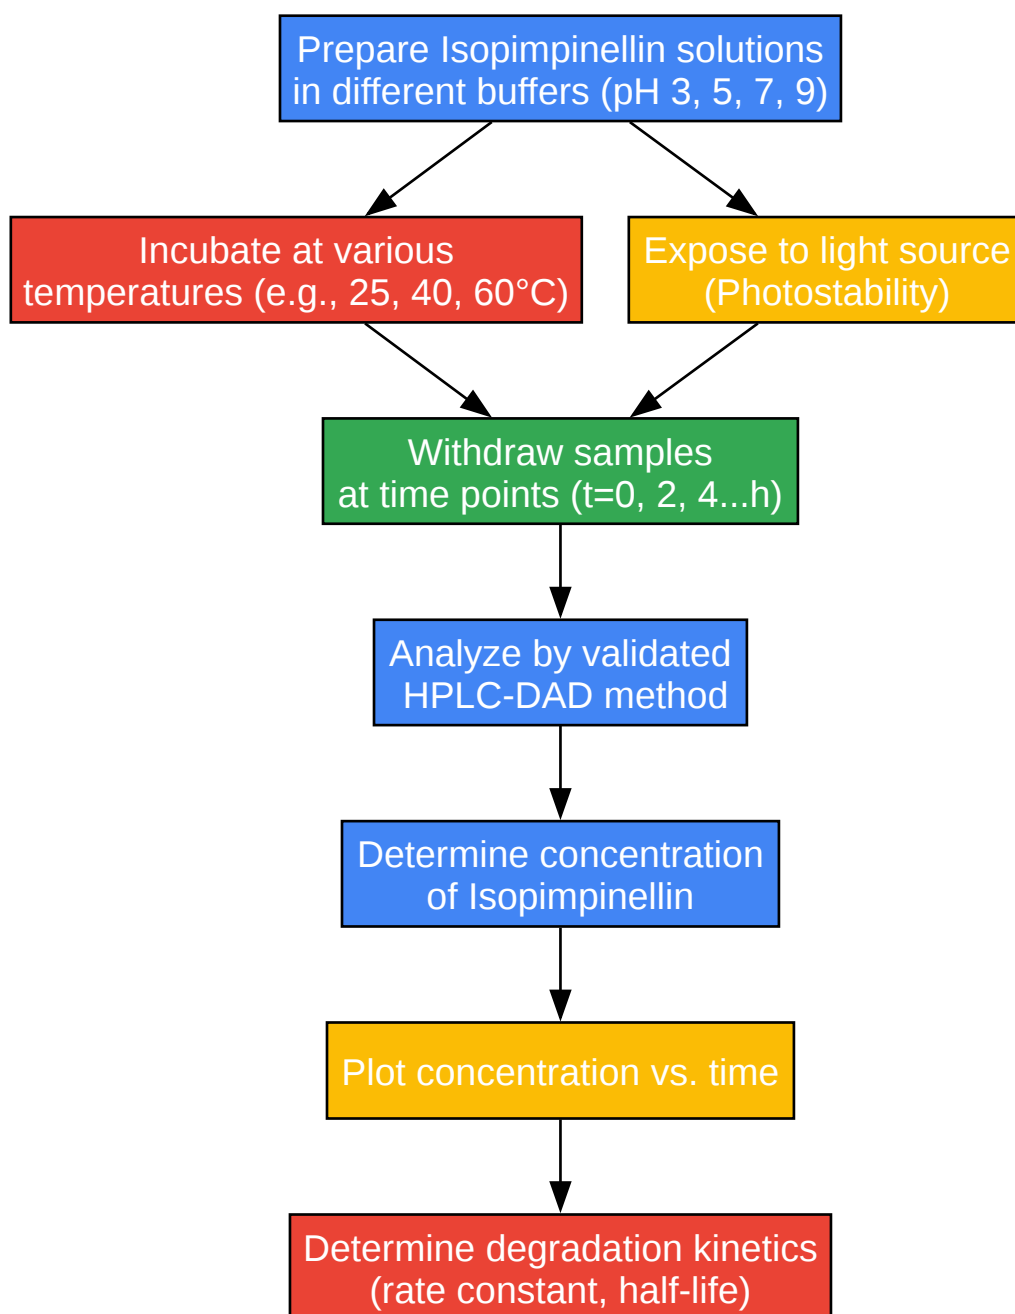 Prepare Isopimpinellin solutions
in different buffers (pH 3, 5, 7, 9)
Incubate at various
temperatures (e.g., 25, 40, 60°C)
Expose to light source
(Photostability)
Withdraw samples
at time points (t=0, 2, 4...h)
Analyze by validated
HPLC-DAD method
Determine concentration
of Isopimpinellin
Plot concentration vs. time
Determine degradation kinetics
(rate constant, half-life)